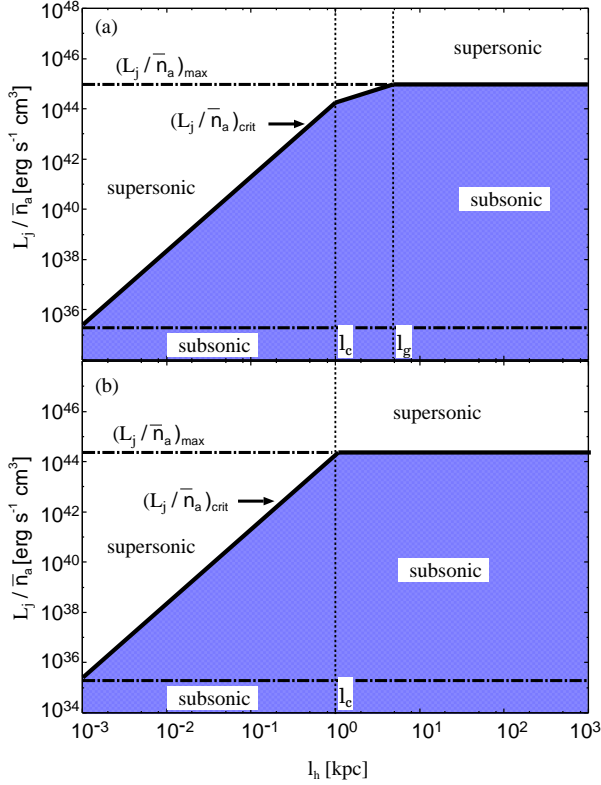 10^48
(a)
supersonic
10^46
(L_j / n̅_a)_max
10^44
(L_j / n̅_a)_crit
10^42
supersonic
subsonic
10^40
10^38
10^36
subsonic
l_c
l_g
L_j / n̅_a [erg s^-1 cm^3]
(b)
10^46
supersonic
(L_j / n̅_a)_max
10^44
(L_j / n̅_a)_crit
10^42
supersonic
subsonic
10^40
10^38
10^36
subsonic
l_c
10^34
L_j / n̅_a [erg s^-1 cm^3]
10^-3 10^-2 10^-1 10^0 10^1 10^2 10^3
l_h [kpc]